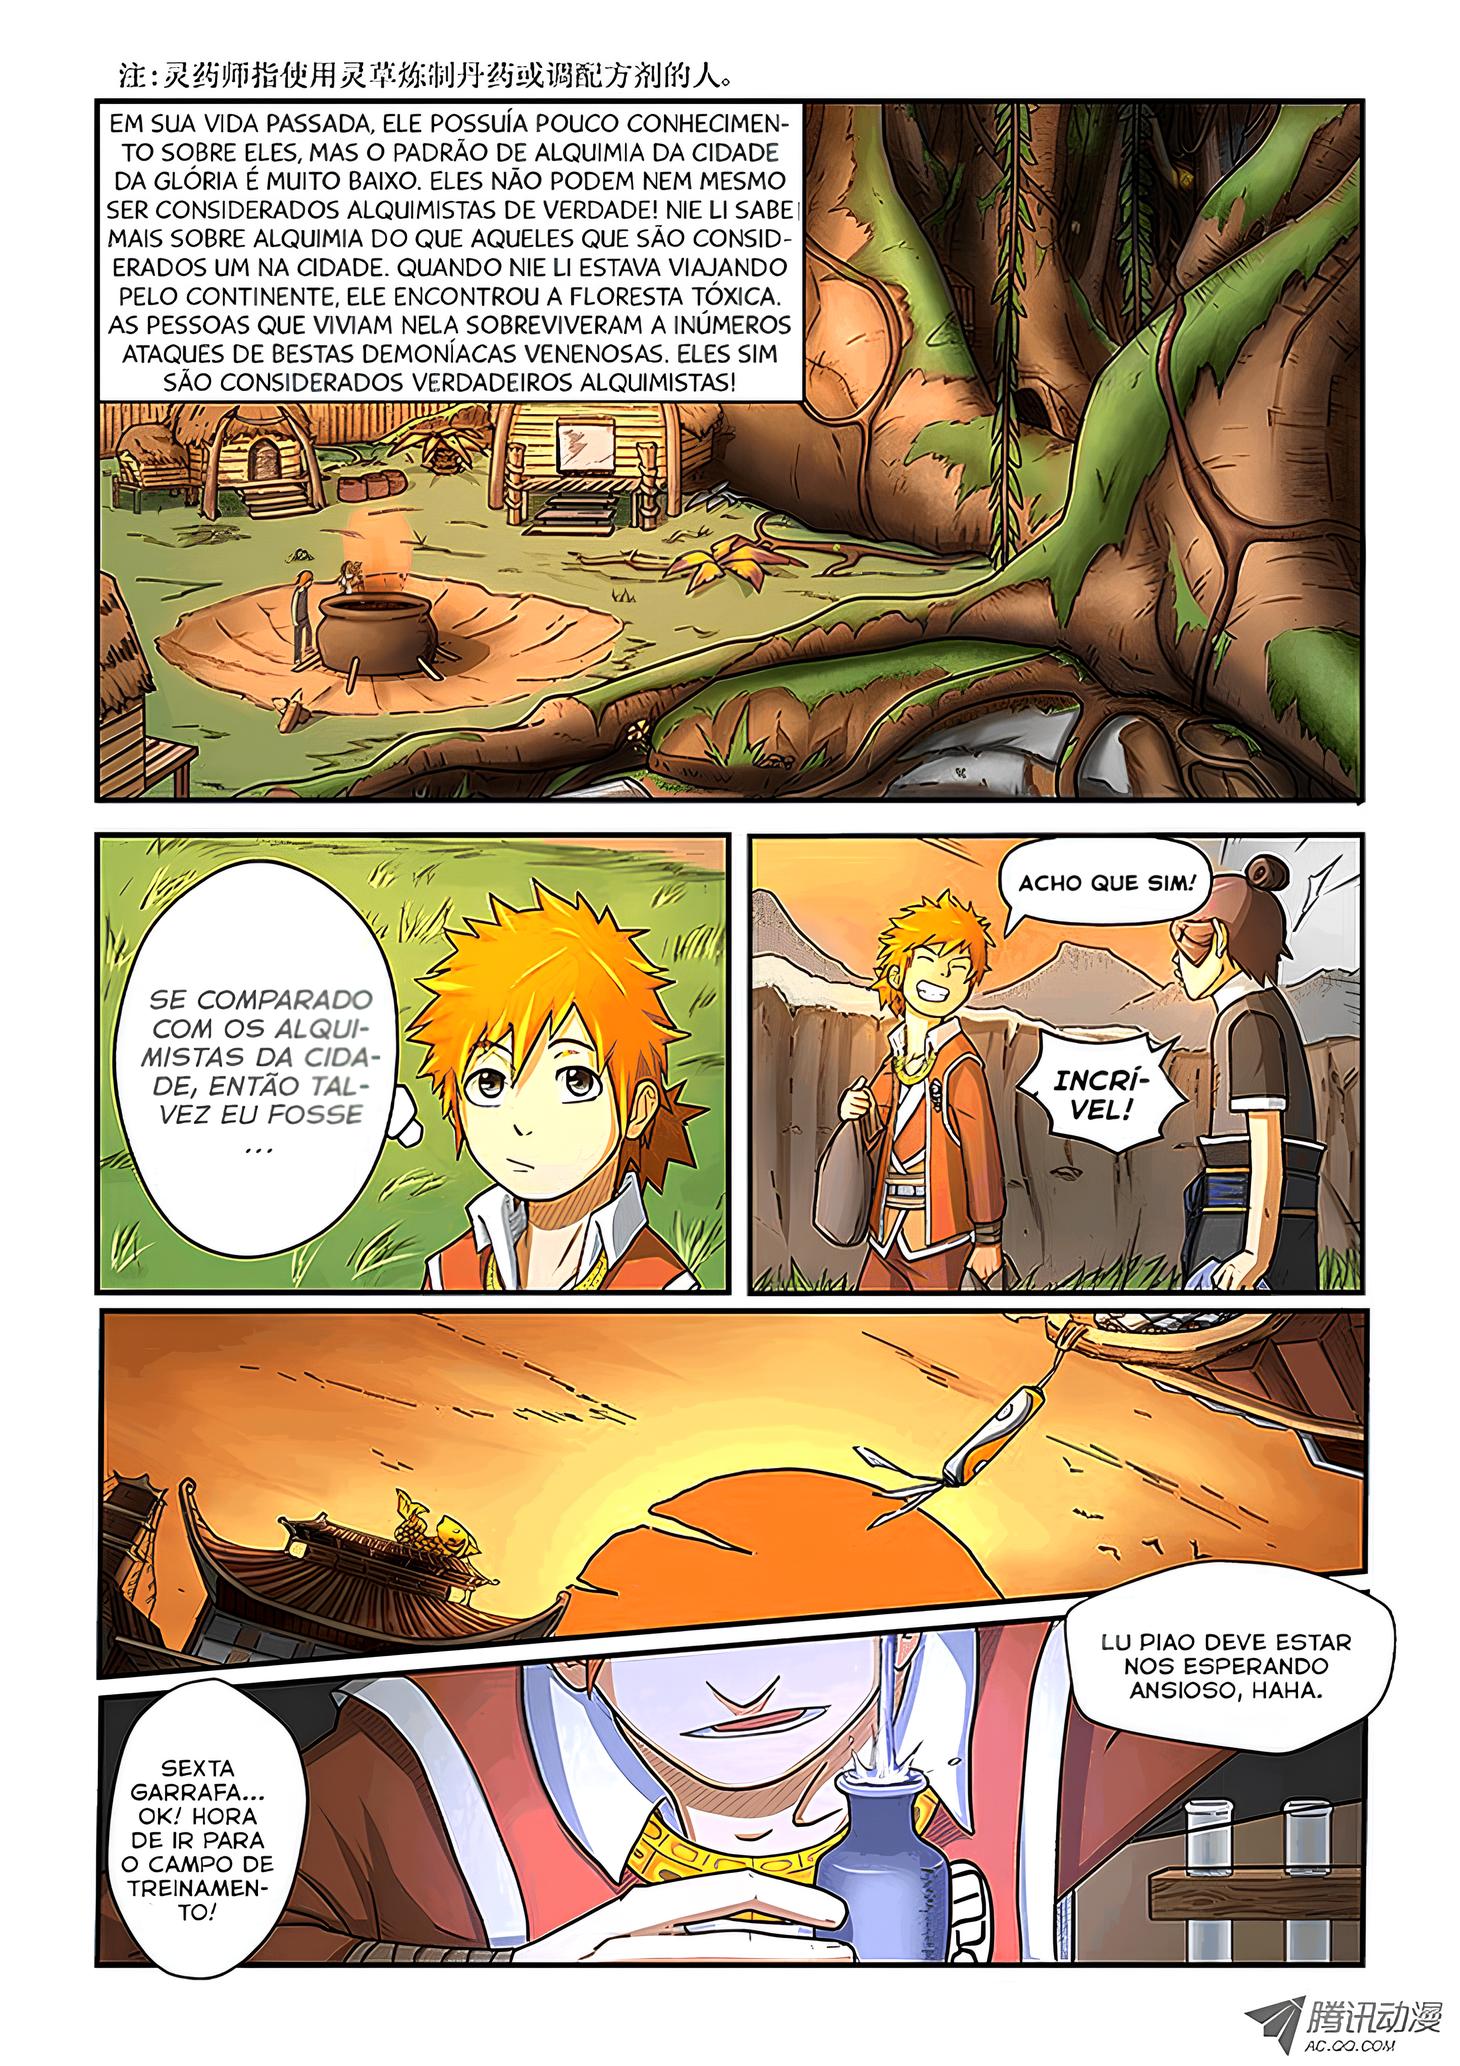 注:灵药师指使用灵草炼制丹药或调配方剂的人。
EM SUA VIDA PASSADA, ELE POSSUÍA POUCO CONHECIMEN-
TO SOBRE ELES, MAS O PADRÃO DE ALQUIMIA DA CIDADE
DA GLÓRIA É MUITO BAIXO. ELES NÃO PODEM NEM MESMO
SER CONSIDERADOS ALQUIMISTAS DE VERDADE! NIE LI SABE
MAIS SOBRE ALQUIMIA DO QUE AQUELES QUE SÃO CONSID-
ERADOS UM NA CIDADE. QUANDO NIE LI ESTAVA VIAJANDO
PELO CONTINENTE, ELE ENCONTROU A FLORESTA TÓXICA.
AS PESSOAS QUE VIVIAM NELA SOBREVIVERAM A INÚMEROS
ATAQUES DE BESTAS DEMONÍACAS VENENOSAS. ELES SIM
SÃO CONSIDERADOS VERDADEIROS ALQUIMISTAS!
SE COMPARADO
COM OS ALQUI-
MISTAS DA CIDA-
DE, ENTÃO TAL-
VEZ EU FOSSE
...
ACHO QUE SIM!
INCRÍ-
VEL!
LU PIAO DEVE ESTAR
NOS ESPERANDO
ANSIOSO, HAHA.
SEXTA
GARRAFA...
OK! HORA
DE IR PARA
O CAMPO DE
TREINAMEN-
TO!
腾讯动漫
AC.QQ.COM